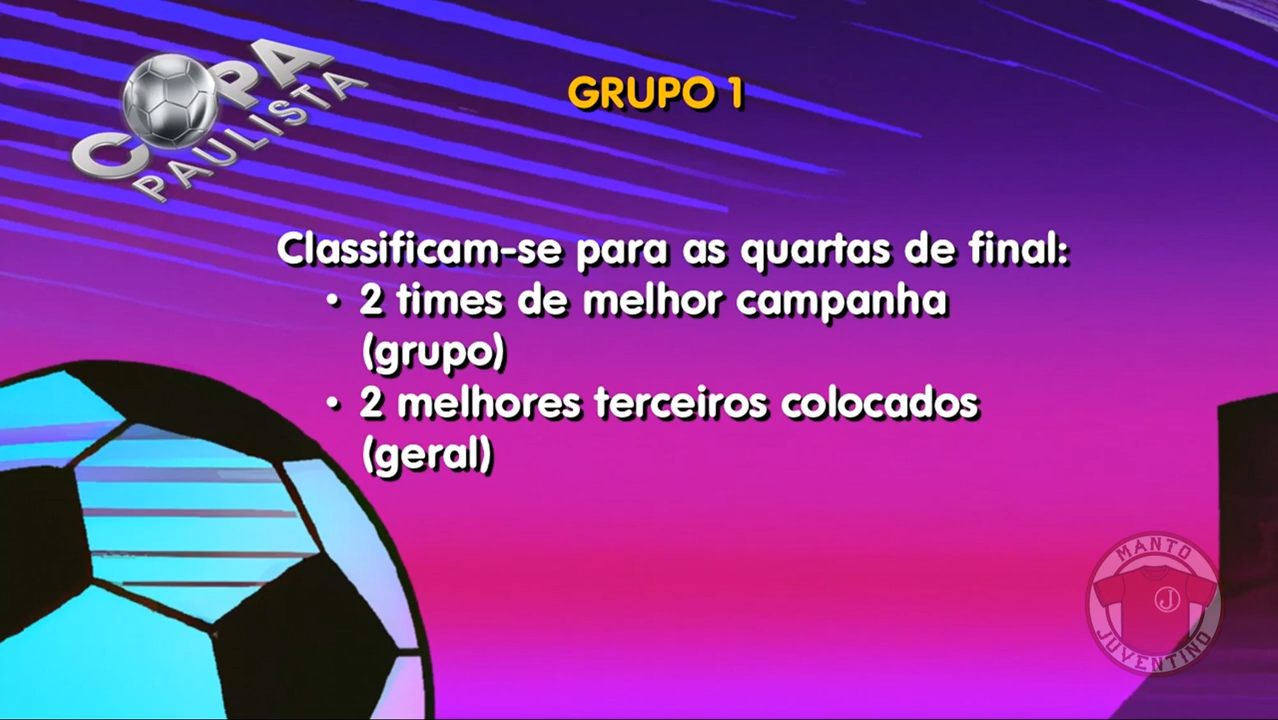 COPA
PAULISTA
GRUPO 1
Classificam-se para as quartas de final:
• 2 times de melhor campanha
(grupo)
• 2 melhores terceiros colocados
(geral)
MANTO
J
JUVENTINO